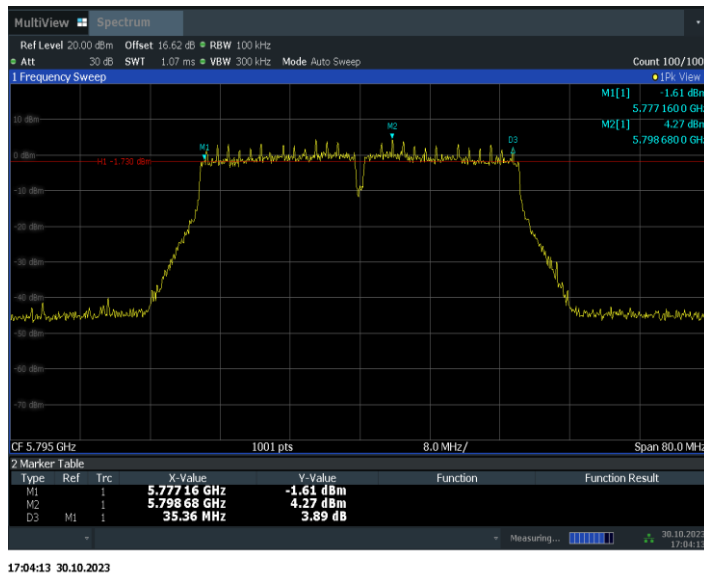 MultiView Spectrum
Ref Level 20.00 dBm Offset 16.62 dB RBW 100 kHz
Att 30 dB SWT 1.07 ms VBW 300 kHz Mode Auto Sweep Count 100/100
1 Frequency Sweep 1Pk View
M1[1] -1.61 dBm
5.777 160 0 GHz
M2[1] 4.27 dBm
5.798 680 0 GHz
10 dBm
M2
M1
D3
0 dBm
H1 -1.730 dBm
-10 dBm
-20 dBm
-30 dBm
-40 dBm
-50 dBm
-60 dBm
-70 dBm
CF 5.795 GHz 1001 pts 8.0 MHz/ Span 80.0 MHz
2 Marker Table
Type Ref Trc X-Value Y-Value Function Function Result
M1 1 5.777 16 GHz -1.61 dBm
M2 1 5.798 68 GHz 4.27 dBm
D3 M1 1 35.36 MHz 3.89 dB
Measuring... 30.10.2023
17:04:13
17:04:13 30.10.2023